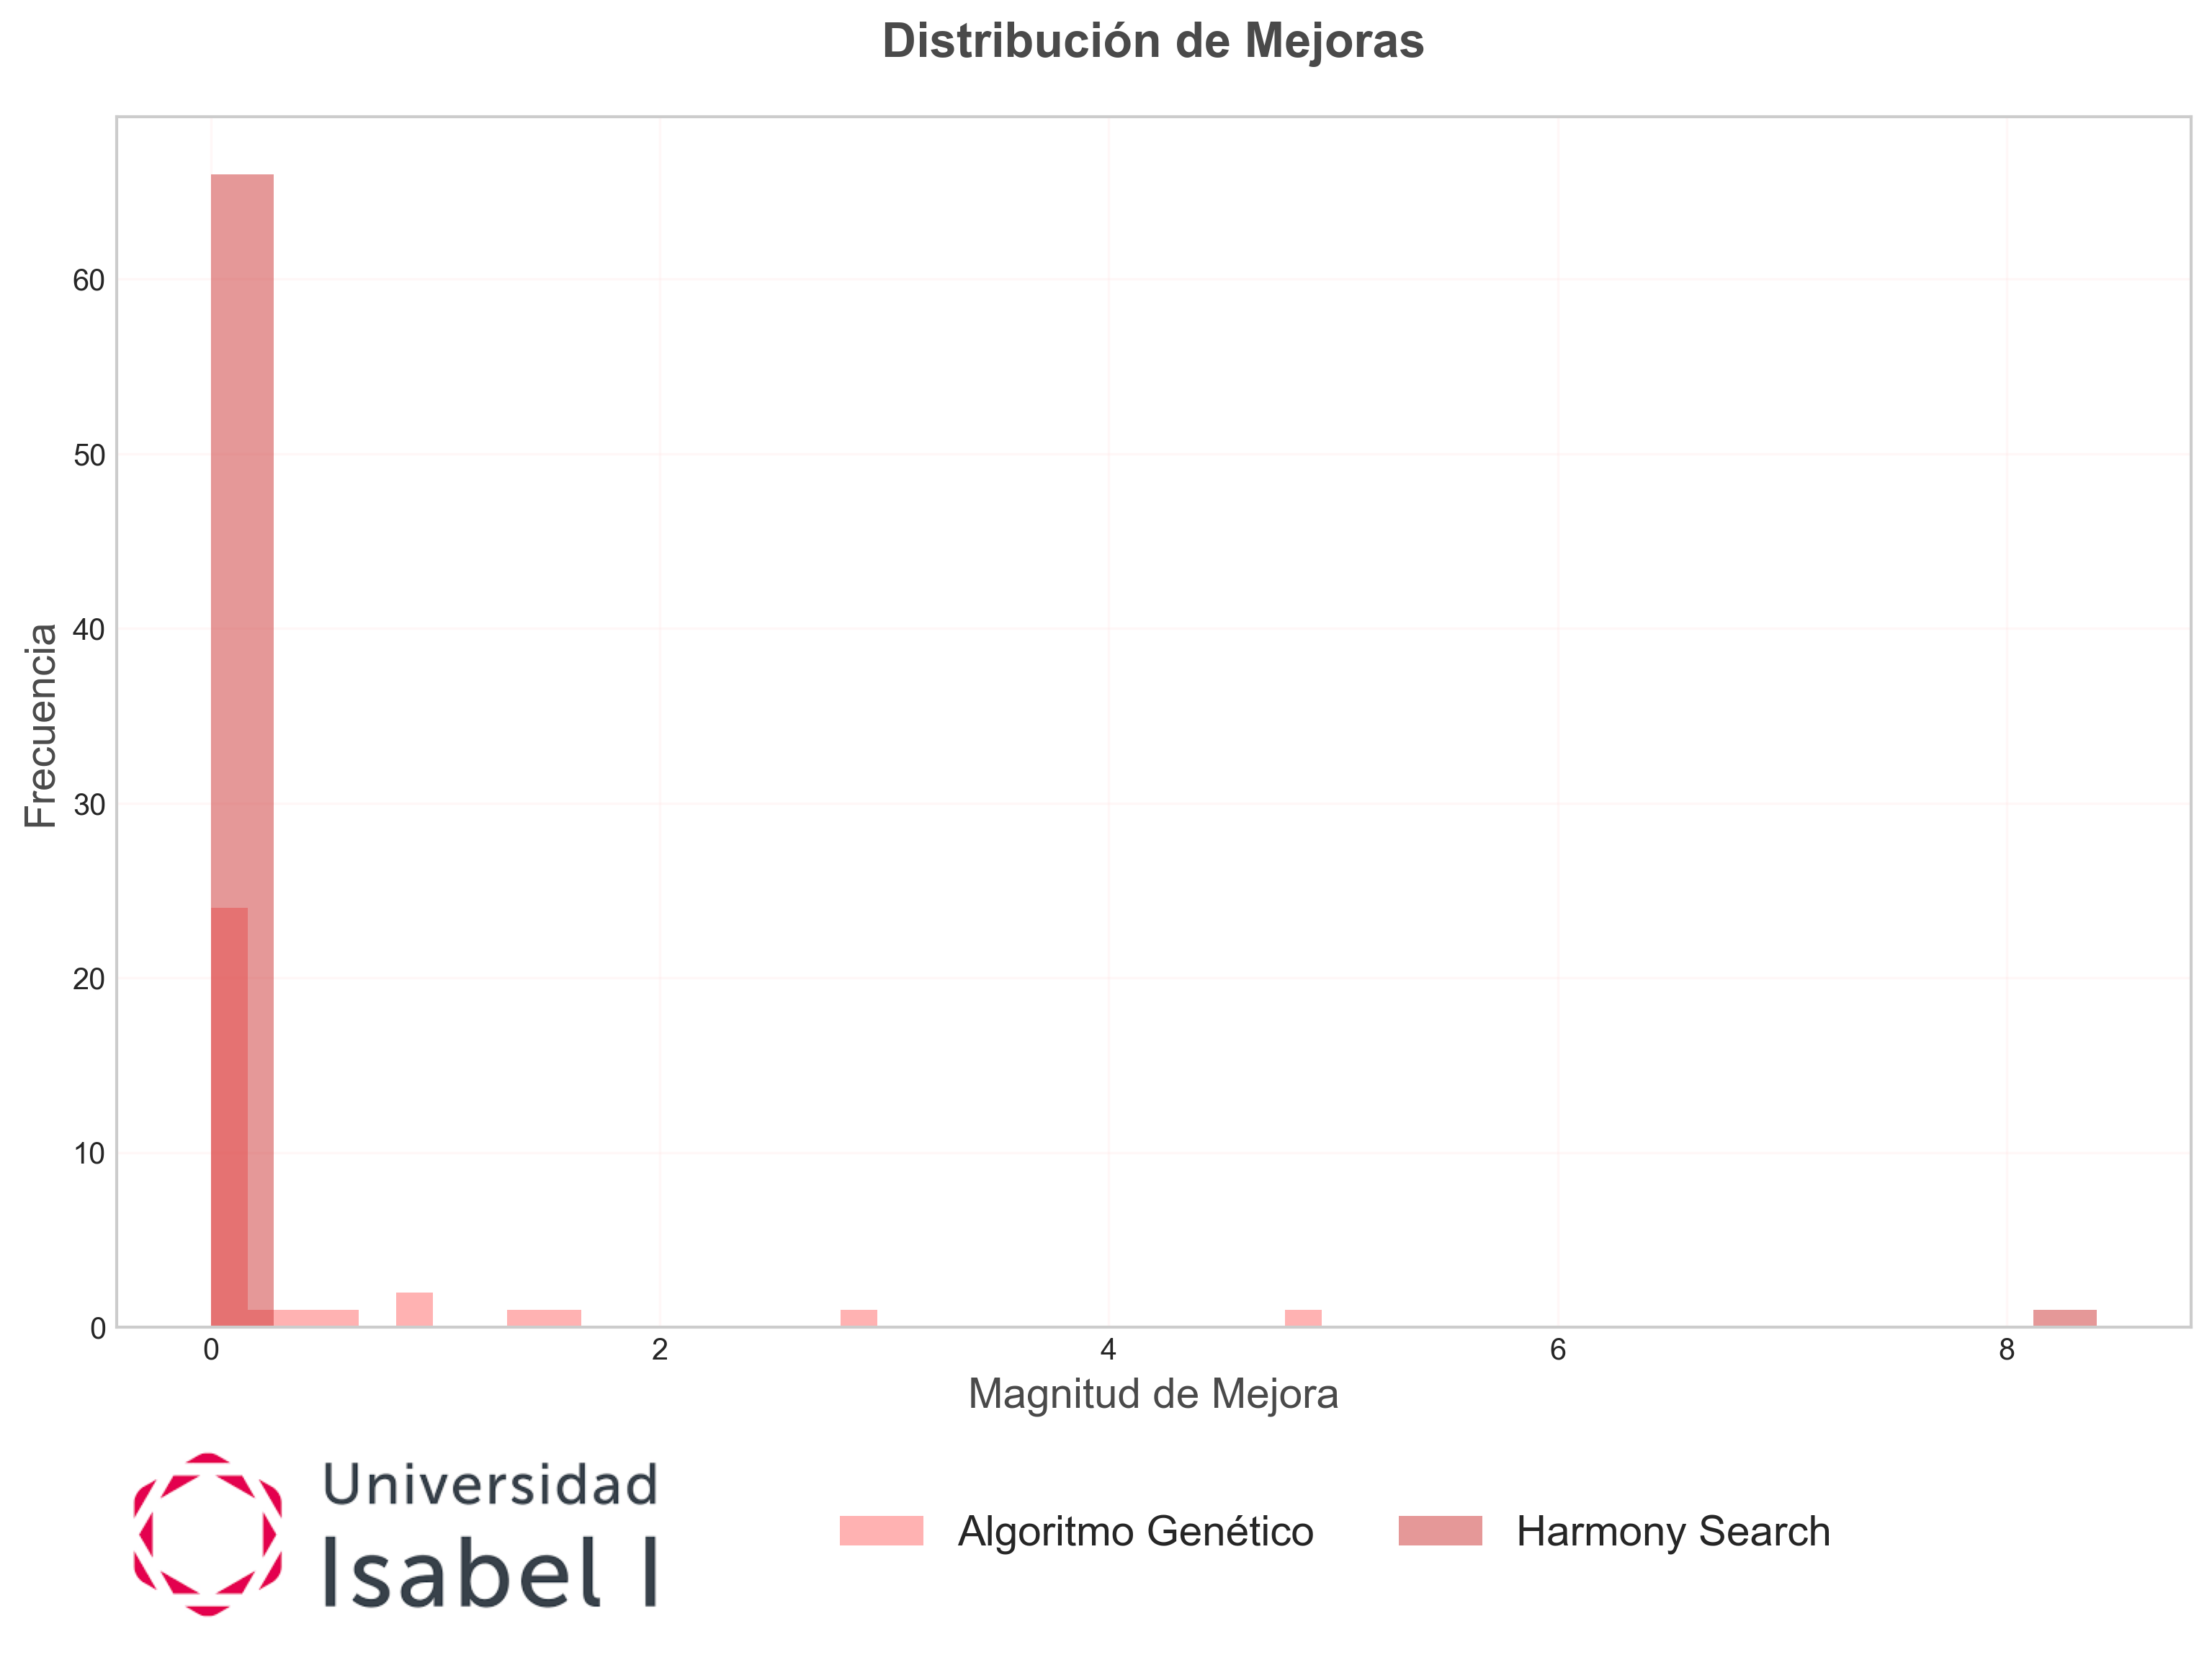 Distribución de Mejoras
Frecuencia
60
50
40
30
20
10
0
0 2 4 6 8
Magnitud de Mejora
Universidad
Isabel I
Algoritmo Genético Harmony Search